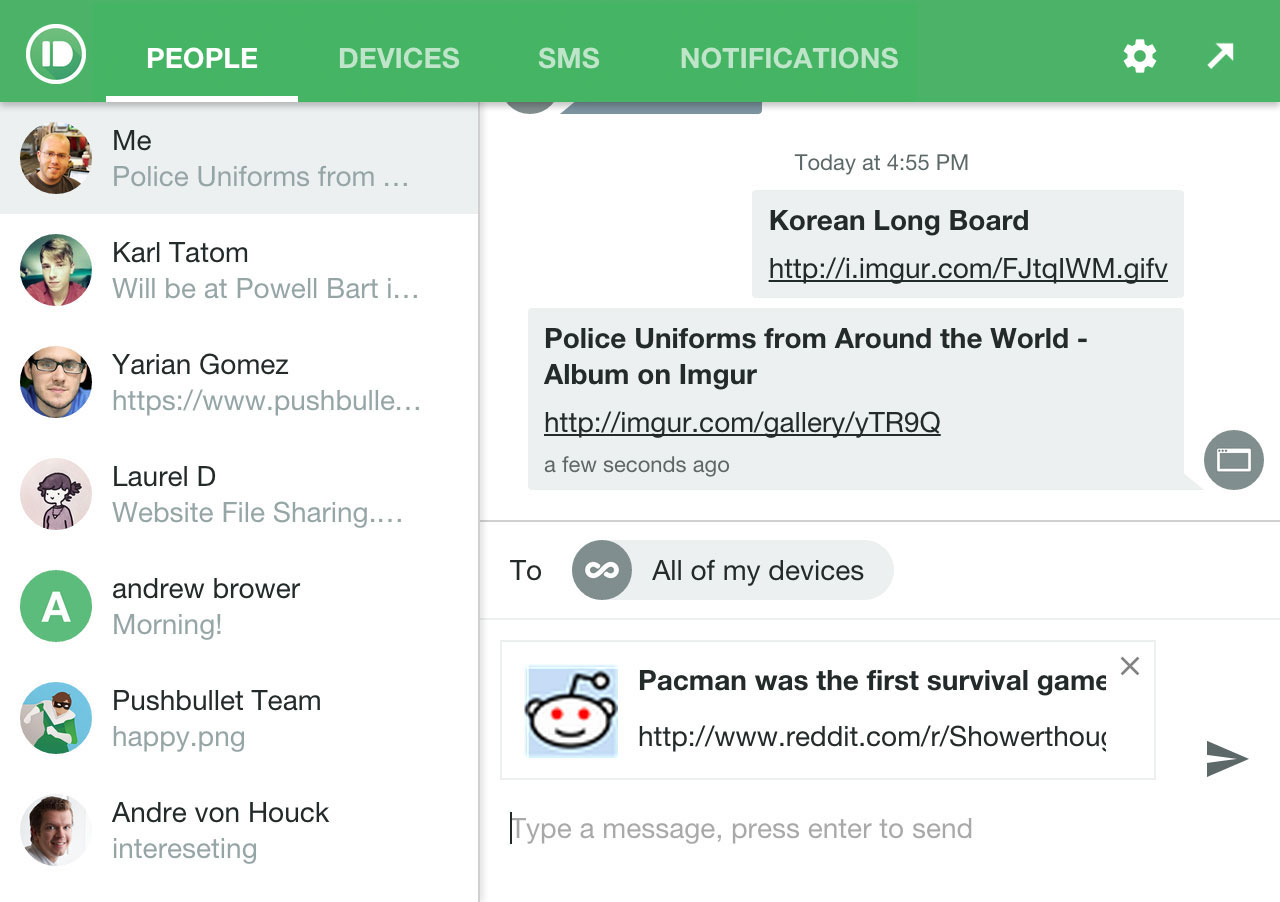 PEOPLE DEVICES SMS NOTIFICATIONS
Me
Police Uniforms from …
Karl Tatom
Will be at Powell Bart i…
Yarian Gomez
https://www.pushbulle…
Laurel D
Website File Sharing.…
A
andrew brower
Morning!
Pushbullet Team
happy.png
Andre von Houck
intereseting
Today at 4:55 PM
Korean Long Board
http://i.imgur.com/FJtqIWM.gifv
Police Uniforms from Around the World -
Album on Imgur
http://imgur.com/gallery/yTR9Q
a few seconds ago
To All of my devices
Pacman was the first survival game
http://www.reddit.com/r/Showerthoug
Type a message, press enter to send